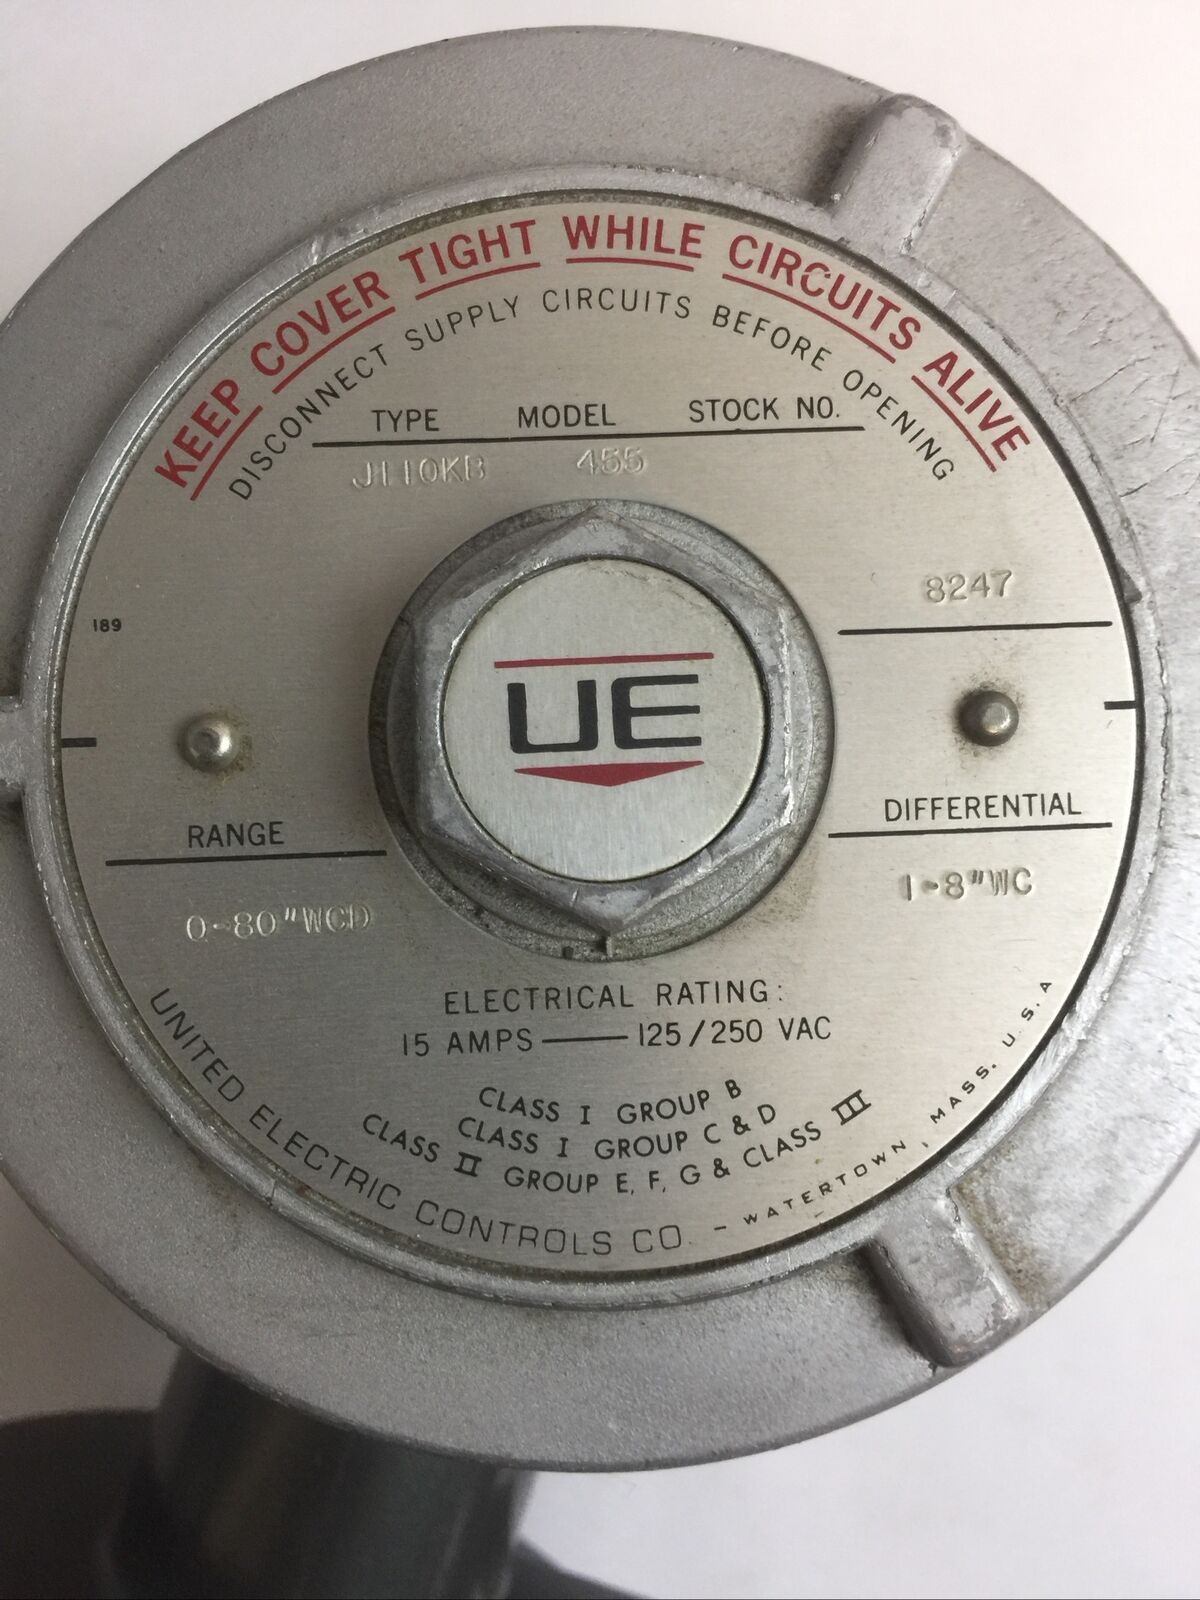 KEEP COVER TIGHT WHILE CIRCUITS ALIVE
DISCONNECT SUPPLY CIRCUITS BEFORE OPENING
TYPE MODEL STOCK NO.
J110KB 455
8247
189
UE
RANGE
0-80"WCD
DIFFERENTIAL
1-8"WC
ELECTRICAL RATING:
15 AMPS — 125/250 VAC
CLASS I GROUP B
CLASS I GROUP C & D
CLASS II GROUP E, F, G & CLASS III
UNITED ELECTRIC CONTROLS CO. - WATERTOWN, MASS. U.S.A